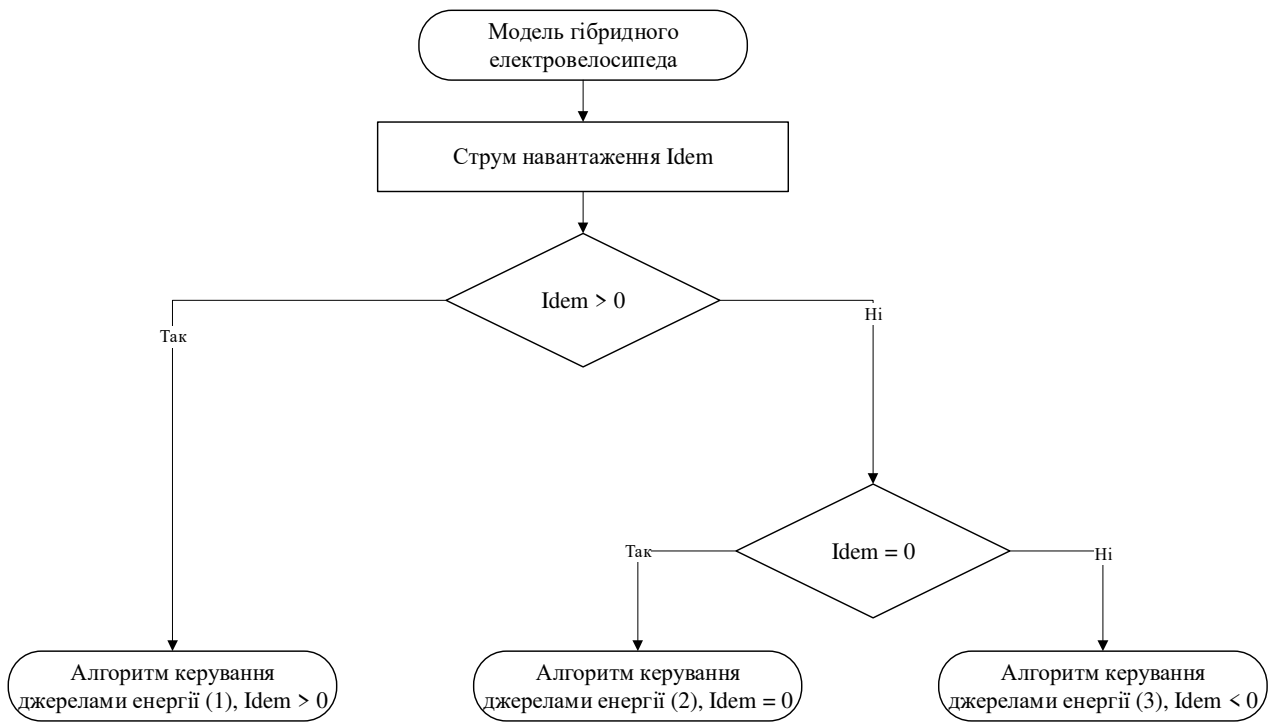 Модель гібридного
електровелосипеда
Струм навантаження Idem
Idem > 0
Так
Ні
Idem = 0
Так
Ні
Алгоритм керування
джерелами енергії (1), Idem > 0
Алгоритм керування
джерелами енергії (2), Idem = 0
Алгоритм керування
джерелами енергії (3), Idem < 0